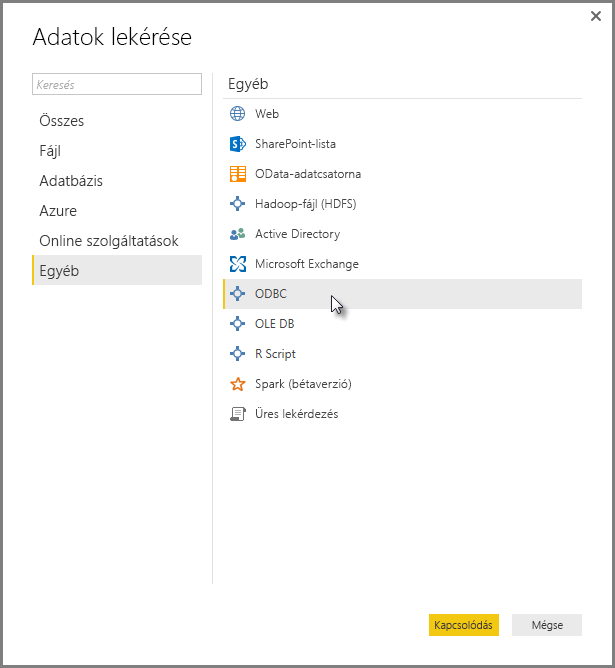 Adatok lekérése
Keresés
Összes
Fájl
Adatbázis
Azure
Online szolgáltatások
Egyéb
Egyéb
Web
SharePoint-lista
OData-adatcsatorna
Hadoop-fájl (HDFS)
Active Directory
Microsoft Exchange
ODBC
OLE DB
R Script
Spark (bétaverzió)
Üres lekérdezés
Kapcsolódás
Mégse